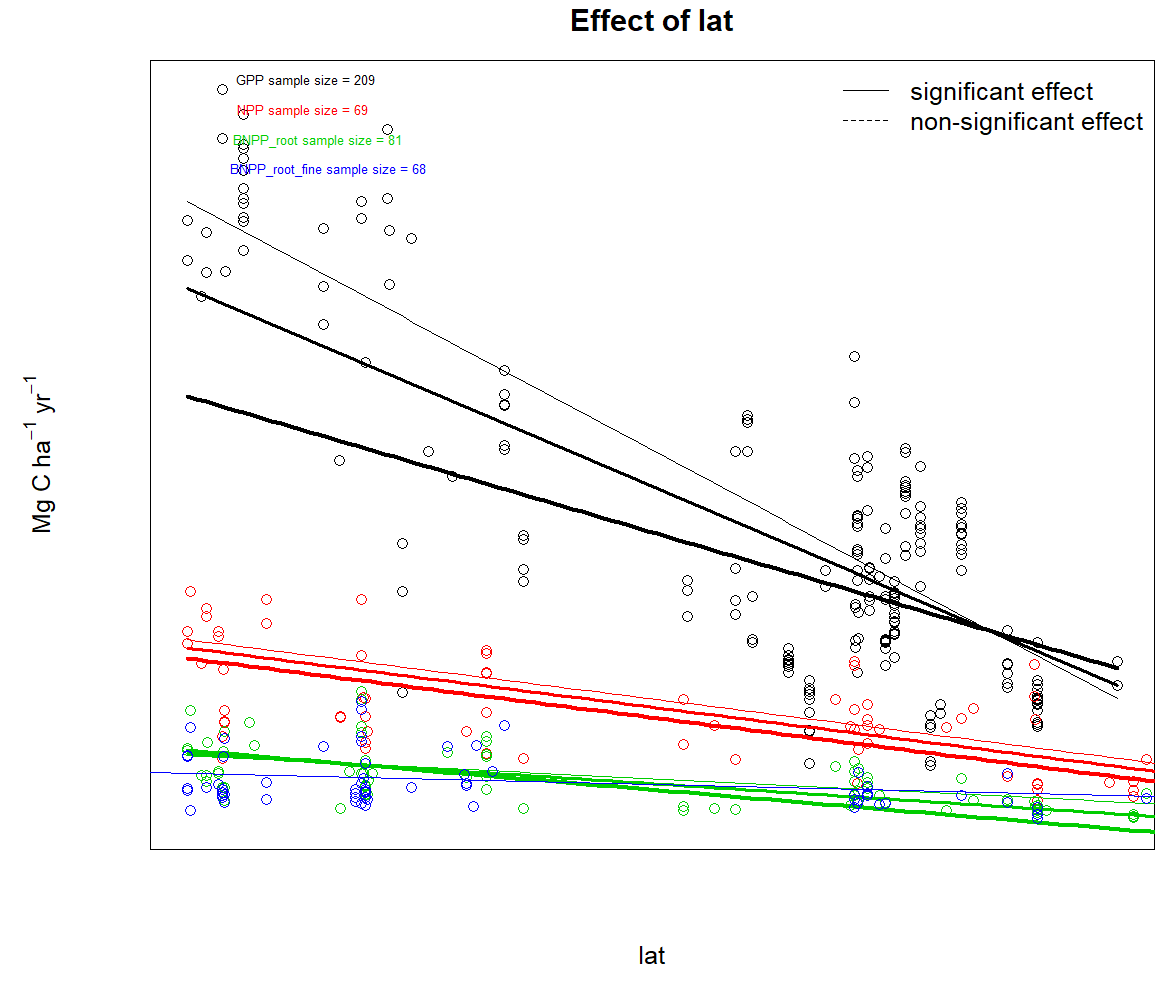 Effect of lat
GPP sample size = 209
NPP sample size = 69
BNPP_root sample size = 81
BNPP_root_fine sample size = 68
significant effect
non-significant effect
Mg C ha⁻¹ yr⁻¹
lat